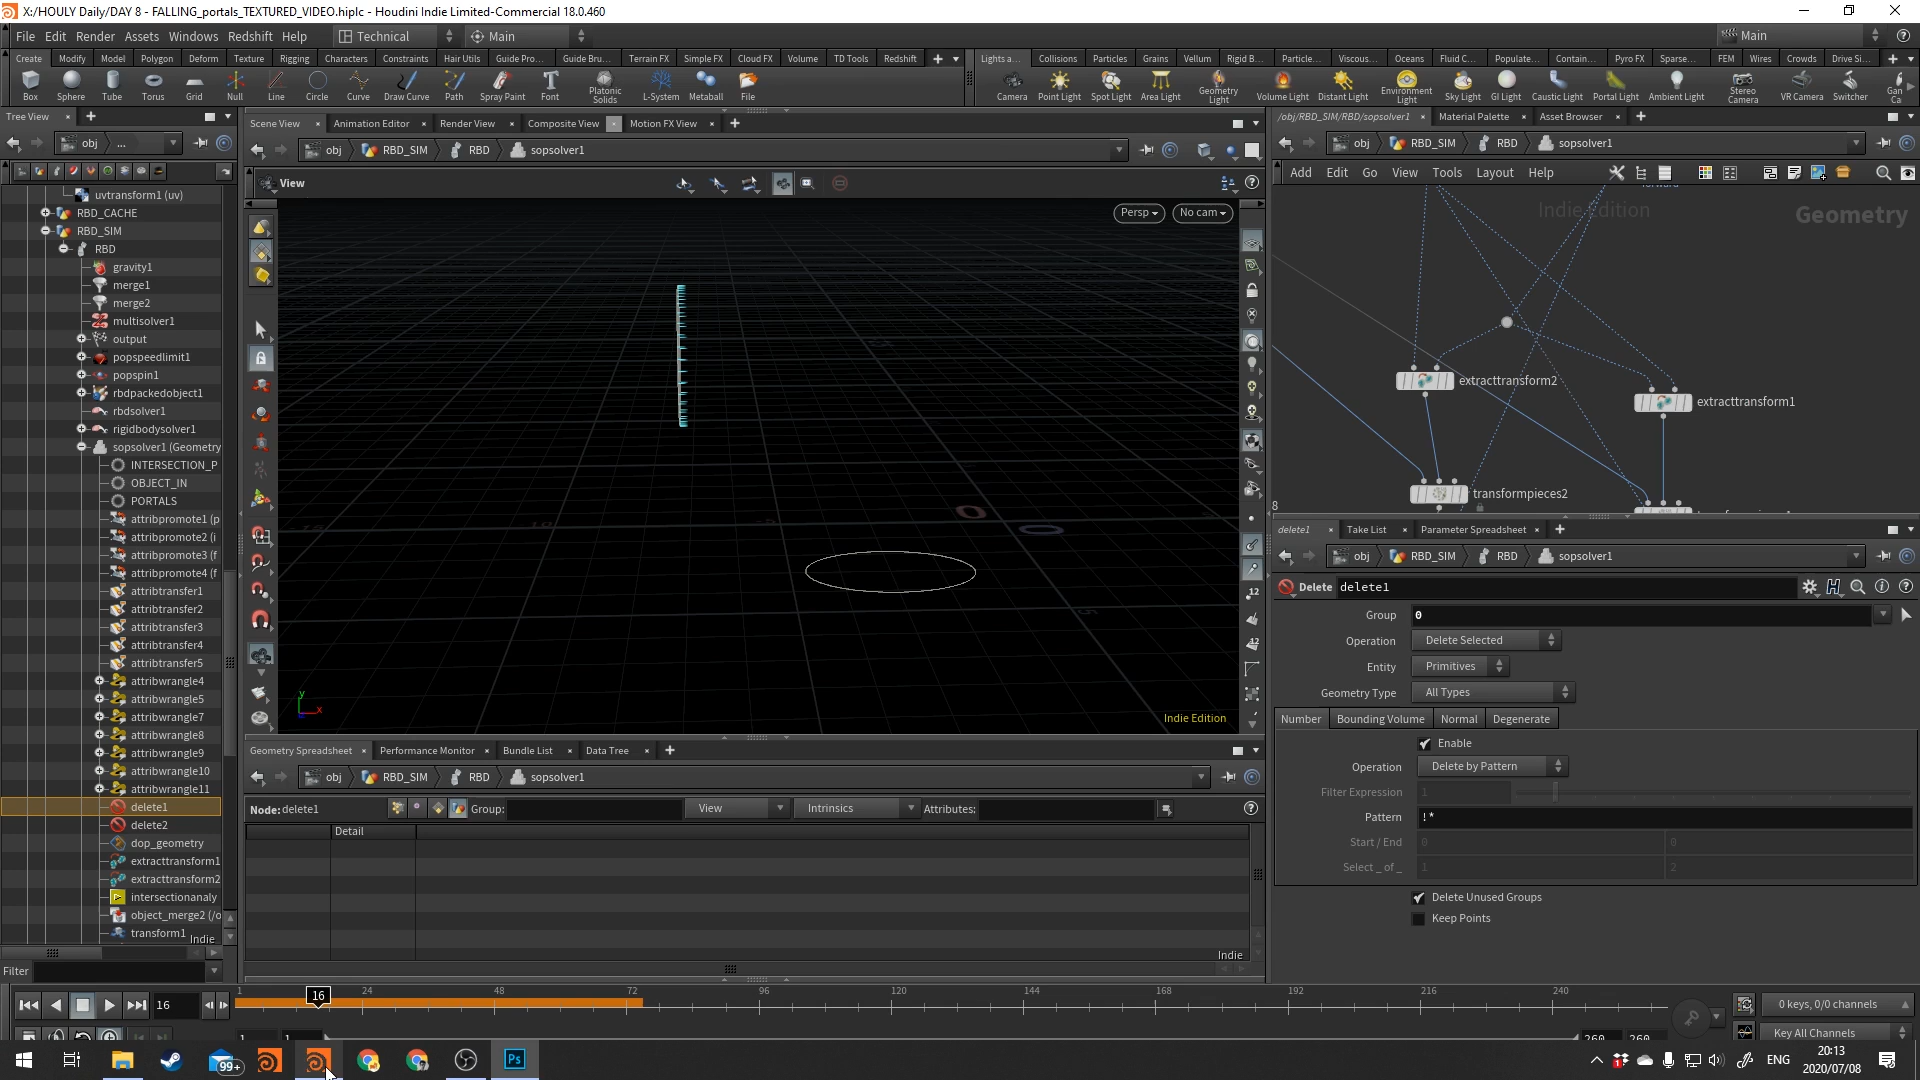 X:/HOULY Daily/DAY 8 - FALLING_portals_TEXTURED_VIDEO.hiplc - Houdini Indie Limited-Commercial 18.0.460
File Edit Render Assets Windows Redshift Help Technical Main Main
Create Modify Model Polygon Deform Texture Rigging Characters Constraints Hair Utils Guide Pro... Guide Bru... Terrain FX Simple FX Cloud FX Volume TD Tools Redshift
Lights a... Collisions Particles Grains Vellum Rigid B... Particle... Viscous... Oceans Fluid C... Populate... Contain... Pyro FX Sparse... FEM Wires Crowds Drive Si...
Box Sphere Tube Torus Grid Null Line Circle Curve Draw Curve Path Spray Paint Font Platonic Solids L-System Metaball File
Camera Point Light Spot Light Area Light Geometry Light Volume Light Distant Light Environment Light Sky Light GI Light Caustic Light Portal Light Ambient Light Stereo Camera VR Camera Switcher Gan Ca
Tree View
obj ...
uvtransform1 (uv)
RBD_CACHE
RBD_SIM
RBD
gravity1
merge1
merge2
multisolver1
output
popspeedlimit1
popspin1
rbdpackedobject1
rbdsolver1
rigidbodysolver1
sopsolver1 (Geometry
INTERSECTION_P
OBJECT_IN
PORTALS
attribpromote1 (p
attribpromote2 (i
attribpromote3 (f
attribpromote4 (f
attribtransfer1
attribtransfer2
attribtransfer3
attribtransfer4
attribtransfer5
attribwrangle4
attribwrangle5
attribwrangle7
attribwrangle8
attribwrangle9
attribwrangle10
attribwrangle11
delete1
delete2
dop_geometry
extracttransform1
extracttransform2
intersectionanaly
object_merge2 (/o
transform1
Indie
Filter
Scene View Animation Editor Render View Composite View Motion FX View
obj RBD_SIM RBD sopsolver1
View
Persp No cam
y
x
Indie Edition
Geometry Spreadsheet Performance Monitor Bundle List Data Tree
obj RBD_SIM RBD sopsolver1
Node: delete1 Group: View Intrinsics Attributes:
Detail
Indie
/obj/RBD_SIM/RBD/sopsolver1 Material Palette Asset Browser
obj RBD_SIM RBD sopsolver1
Add Edit Go View Tools Layout Help
Indie Edition
Geometry
extracttransform2
extracttransform1
transformpieces2
8
delete1 Take List Parameter Spreadsheet
obj RBD_SIM RBD sopsolver1
Delete delete1
Group 0
Operation Delete Selected
Entity Primitives
Geometry Type All Types
Number Bounding Volume Normal Degenerate
Enable
Operation Delete by Pattern
Filter Expression 1
Pattern !*
Start / End 0 0
Select _ of _ 1 2
Delete Unused Groups
Keep Points
16
1 16 24 48 72 96 120 144 168 192 216 240
0 keys, 0/0 channels
1 1 260 260
Key All Channels
99+
Ps
ENG
20:13
2020/07/08